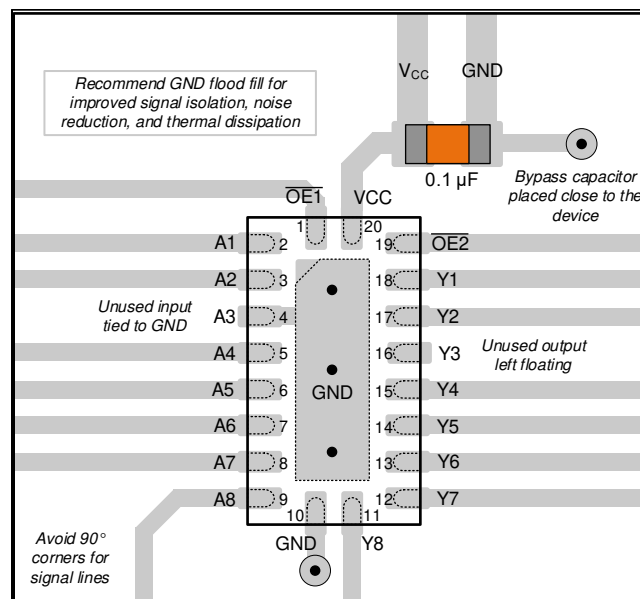 Recommend GND flood fill for
improved signal isolation, noise
reduction, and thermal dissipation
VCC GND
0.1 µF
Bypass capacitor
placed close to the
device
OE1 VCC
1 20
A1 2 19 OE2
A2 3 18 Y1
Unused input
tied to GND
A3 4 17 Y2
A4 5 16 Y3
Unused output
left floating
A5 6 GND 15 Y4
A6 7 14 Y5
A7 8 13 Y6
A8 9 12 Y7
10 11
GND Y8
Avoid 90°
corners for
signal lines